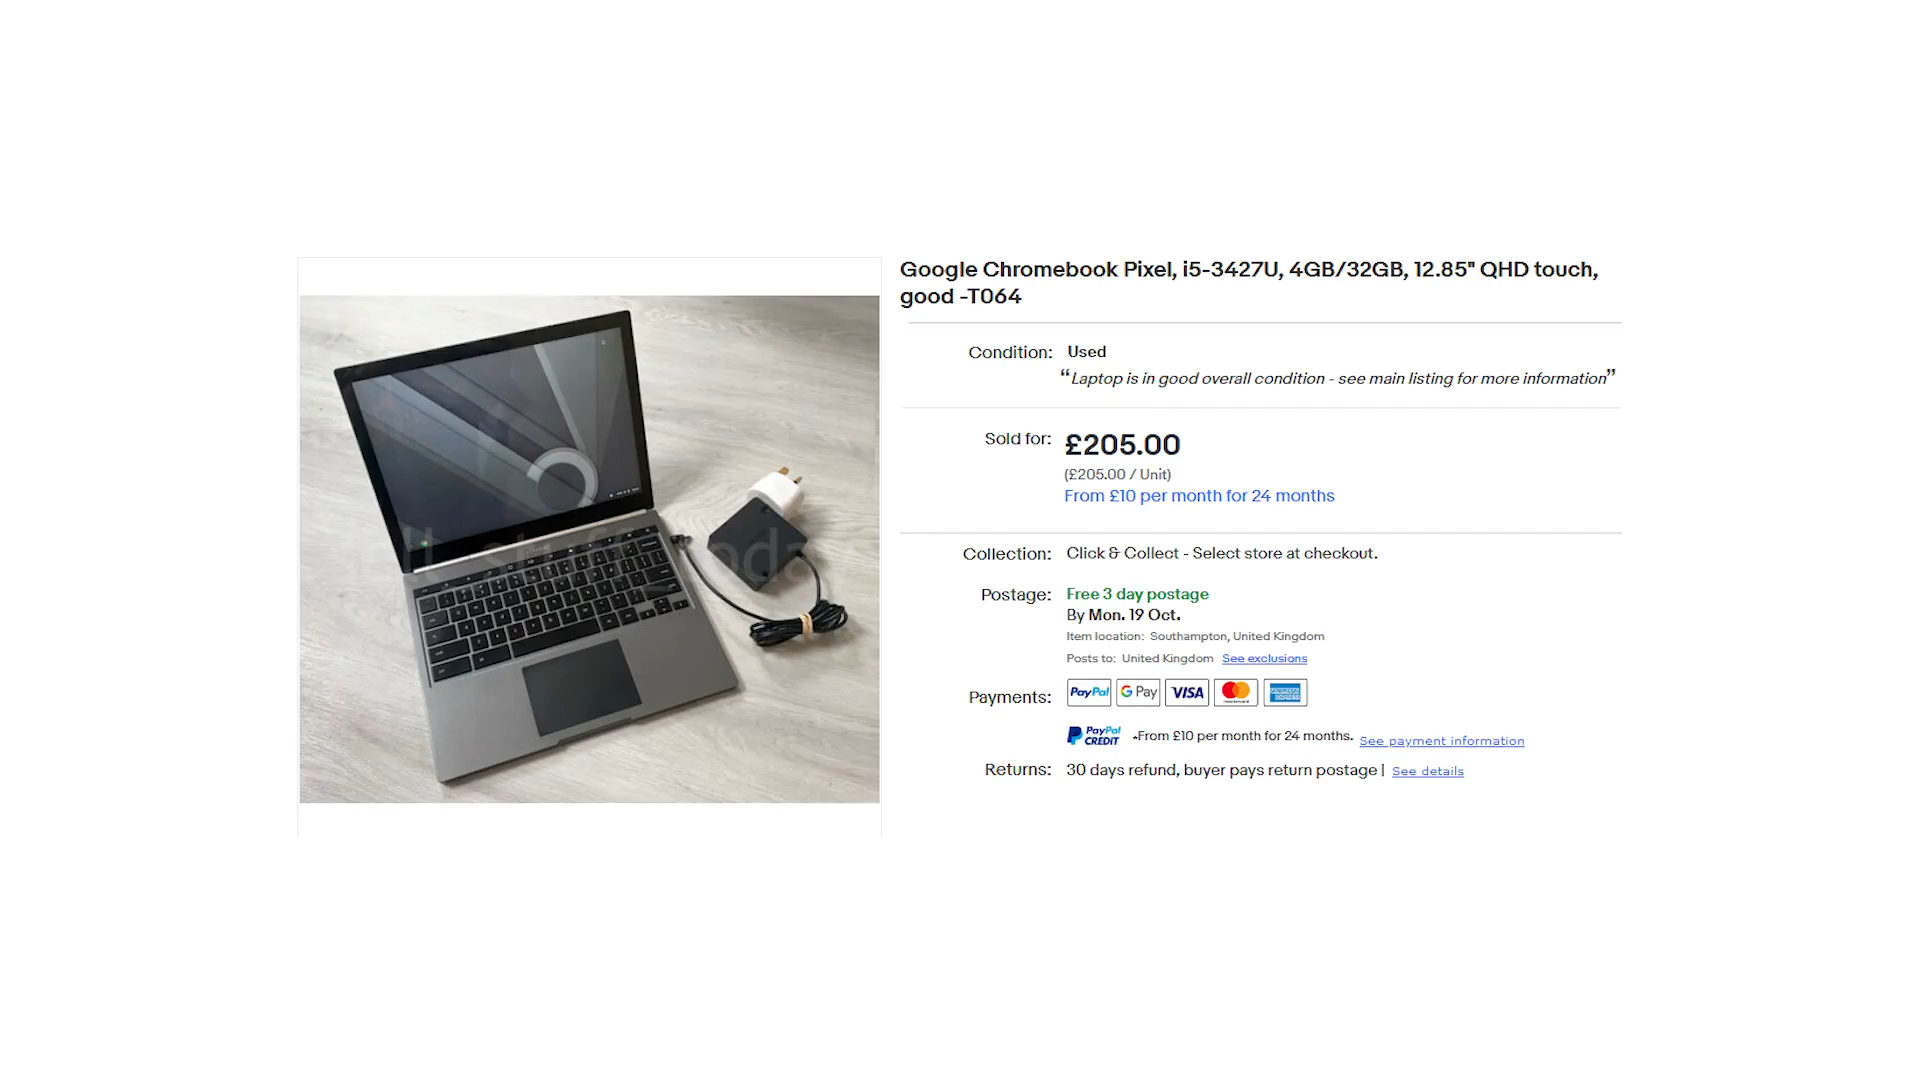 Google Chromebook Pixel, i5-3427U, 4GB/32GB, 12.85" QHD touch,
good -T064
Condition: Used
“Laptop is in good overall condition - see main listing for more information”
Sold for: £205.00
(£205.00 / Unit)
From £10 per month for 24 months
Collection: Click & Collect - Select store at checkout.
Postage: Free 3 day postage
By Mon. 19 Oct.
Item location: Southampton, United Kingdom
Posts to: United Kingdom See exclusions
Payments: PayPal G Pay VISA
PayPal CREDIT -From £10 per month for 24 months. See payment information
Returns: 30 days refund, buyer pays return postage | See details